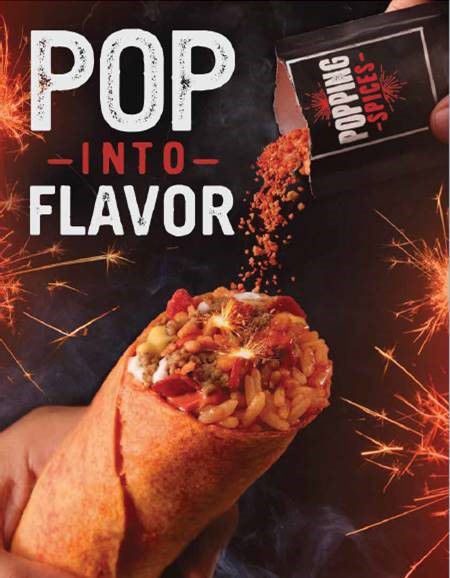 POP
-INTO-
FLAVOR
POPPING
-SPICES-